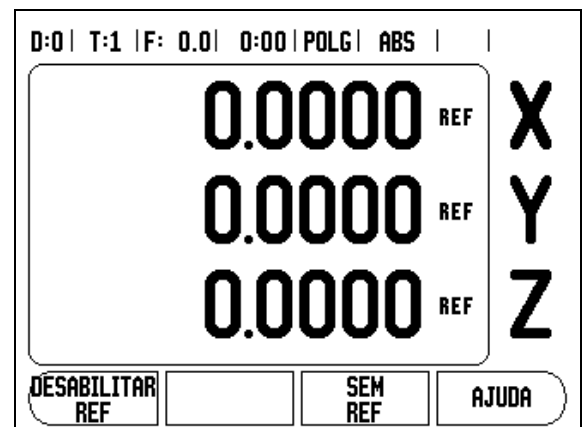 D:0| T:1 |F: 0.0| 0:00|POLG| ABS | |
0.0000 REF X
0.0000 REF Y
0.0000 REF Z
DESABILITAR REF
SEM REF
AJUDA